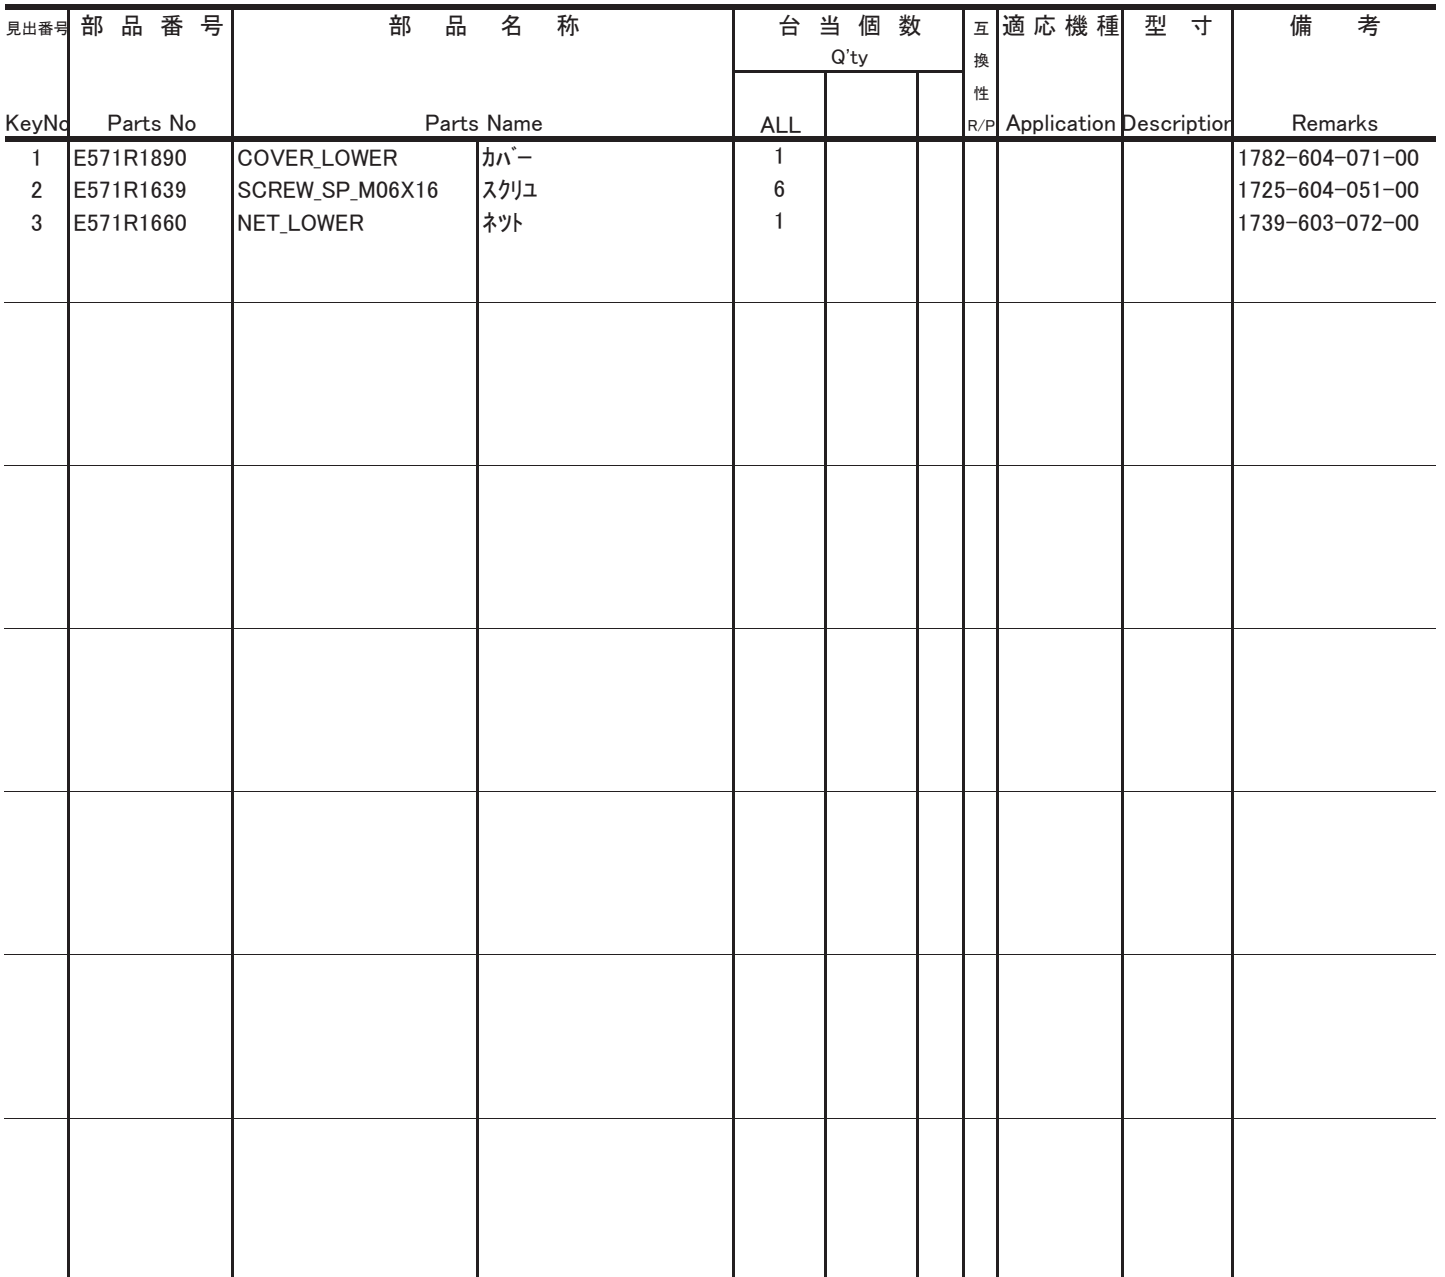 見出番号 部品番号 部品名称 台当個数 互 適応機種 型寸 備考
Q'ty 換
性
KeyNo Parts No Parts Name ALL R/P Application Description Remarks
1 E571R1890 COVER_LOWER ｶﾊﾞｰ 1 1782-604-071-00
2 E571R1639 SCREW_SP_M06X16 ｽｸﾘﾕ 6 1725-604-051-00
3 E571R1660 NET_LOWER ﾈﾂﾄ 1 1739-603-072-00